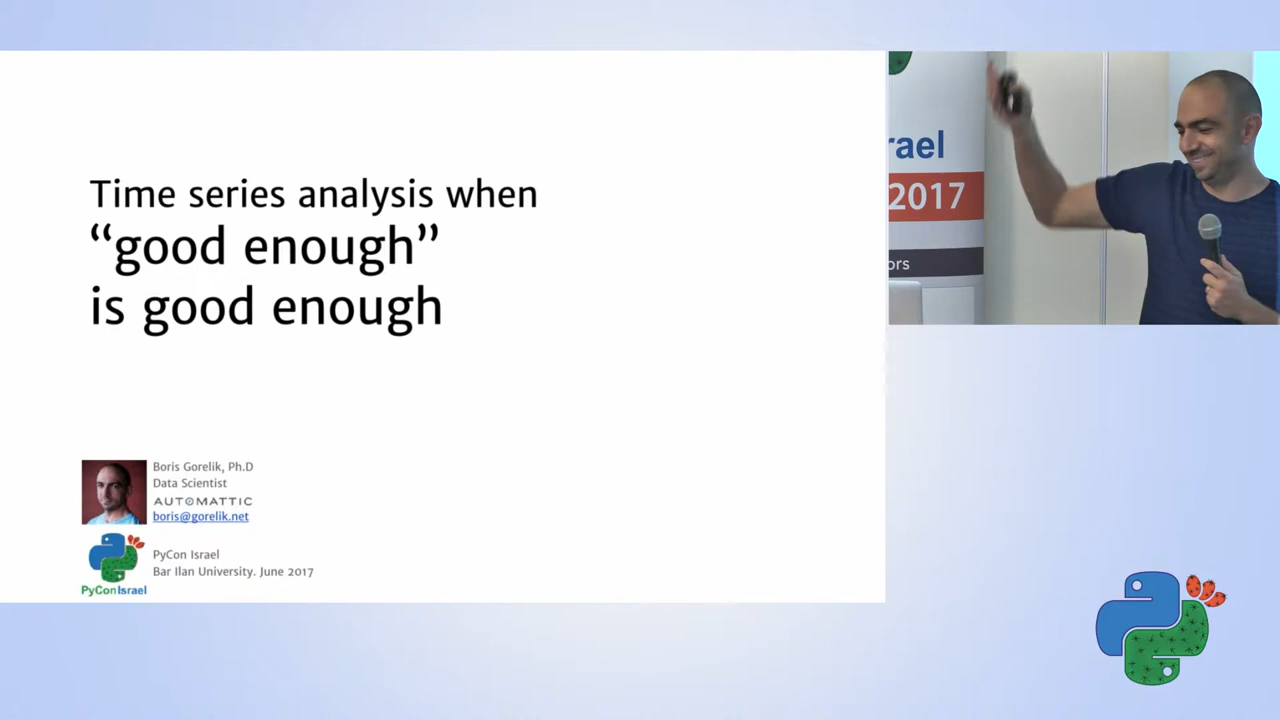 Time series analysis when
“good enough”
is good enough
Boris Gorelik, Ph.D
Data Scientist
AUTOMATTIC
boris@gorelik.net
PyConIsrael
PyCon Israel
Bar Ilan University. June 2017
rael
2017
ors